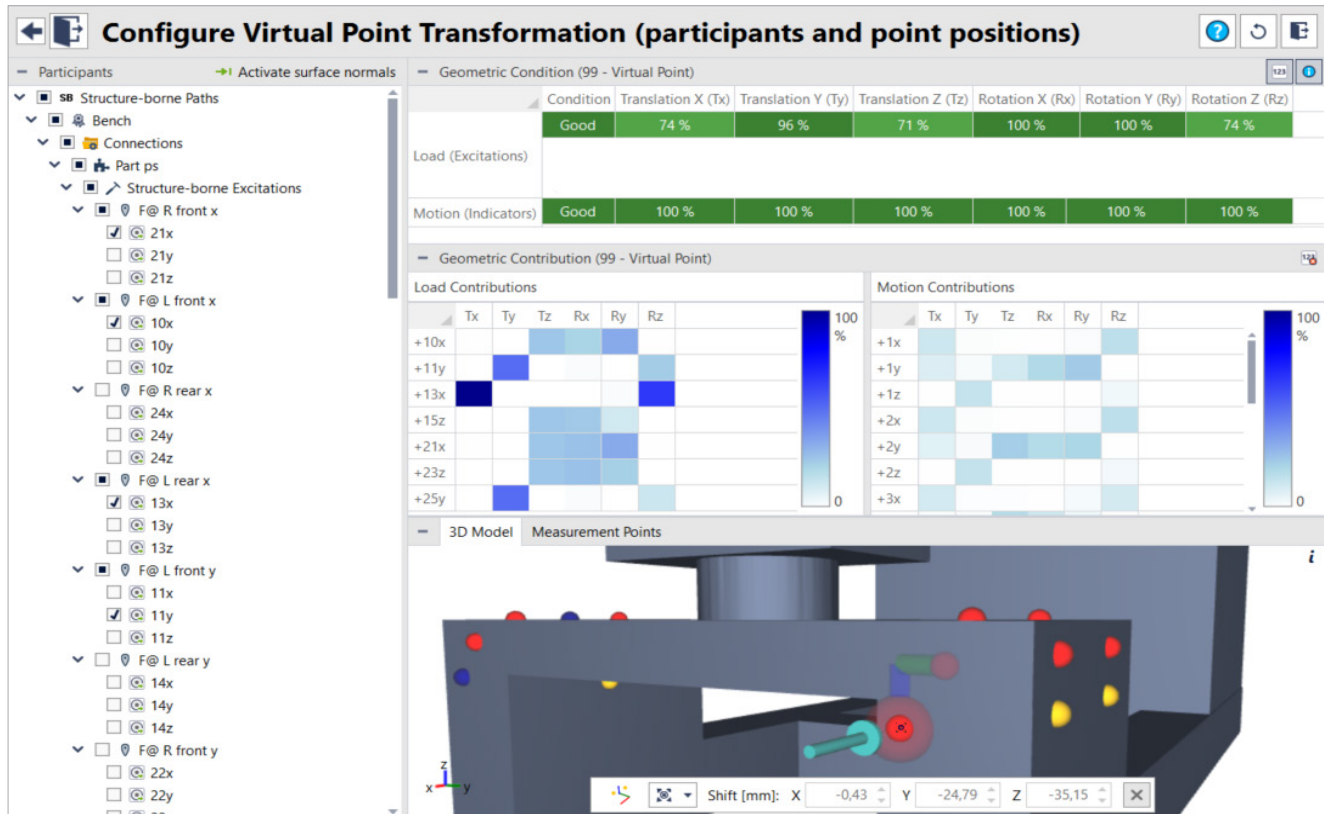 Configure Virtual Point Transformation (participants and point positions)
Participants
Activate surface normals
SB Structure-borne Paths
Bench
Connections
Part ps
Structure-borne Excitations
F@ R front x
21x
21y
21z
F@ L front x
10x
10y
10z
F@ R rear x
24x
24y
24z
F@ L rear x
13x
13y
13z
F@ L front y
11x
11y
11z
F@ L rear y
14x
14y
14z
F@ R front y
22x
22y
Geometric Condition (99 - Virtual Point)
123
Condition Translation X (Tx) Translation Y (Ty) Translation Z (Tz) Rotation X (Rx) Rotation Y (Ry) Rotation Z (Rz)
Load (Excitations) Good 74 % 96 % 71 % 100 % 100 % 74 %
Motion (Indicators) Good 100 % 100 % 100 % 100 % 100 % 100 %
Geometric Contribution (99 - Virtual Point)
123
Load Contributions
Tx Ty Tz Rx Ry Rz
+10x
+11y
+13x
+15z
+21x
+23z
+25y
100
%
0
Motion Contributions
Tx Ty Tz Rx Ry Rz
+1x
+1y
+1z
+2x
+2y
+2z
+3x
100
%
0
3D Model Measurement Points
i
z
x y
Shift [mm]: X -0,43 Y -24,79 Z -35,15